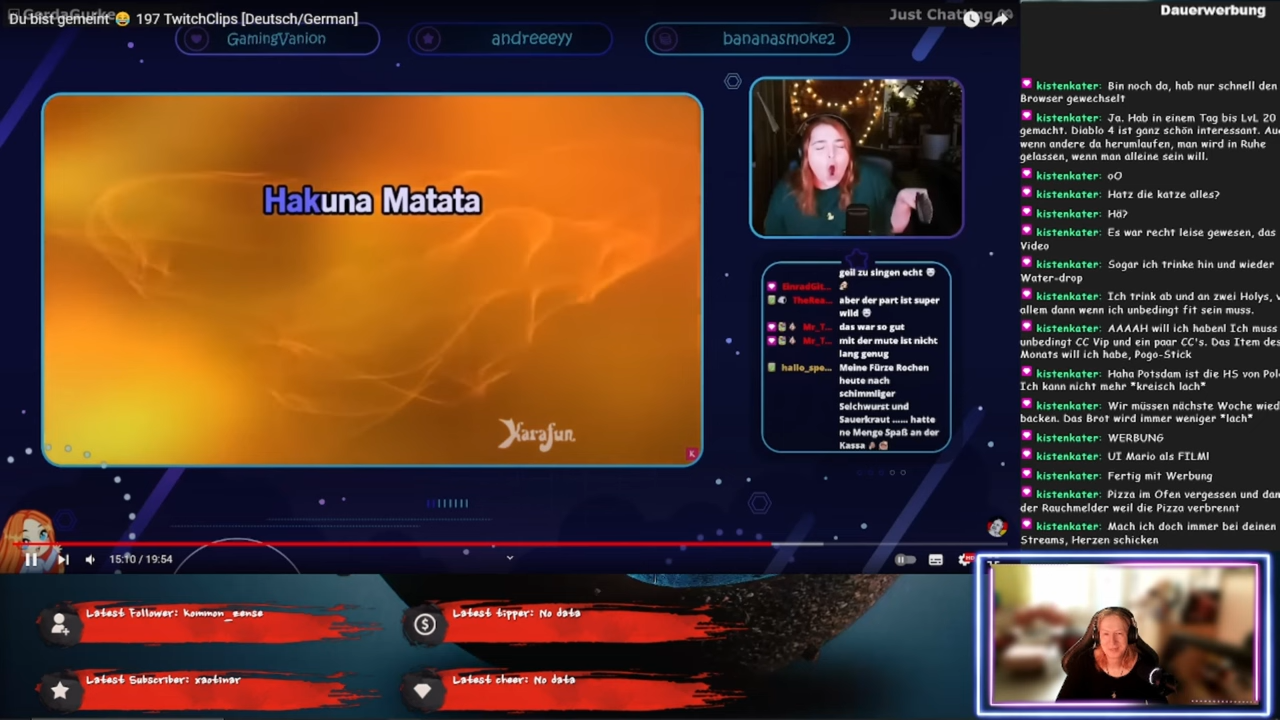 Du bist gemein 😂 197 TwitchClips [Deutsch/German]
Just Chatting
Dauerwerbung
GamingVanion
andreeeyy
bananasmoke2
Hakuna Matata
KaraFun
K
geil zu singen echt
EinradGit...
TheRea...
aber der part ist super
wild
Mr_T...
das war so gut
Mr_T...
mit der mute ist nicht
lang genug
hallo_spe...
Meine Fürze Rochen
heute nach
schimmliger
Selchwurst und
Sauerkraut ...... hatte
ne Menge Spaß an der
Kassa
15:10 / 19:54
kistenkater: Bin noch da, hab nur schnell den
Browser gewechselt
kistenkater: Ja. Hab in einem Tag bis LvL 20
gemacht. Diablo 4 ist ganz schön interessant.
wenn andere da herumlaufen, man wird in Ruhe
gelassen, wenn man alleine sein will.
kistenkater: oO
kistenkater: Hatz die katze alles?
kistenkater: Hä?
kistenkater: Es war recht leise gewesen, das
Video
kistenkater: Sogar ich trinke hin und wieder
Water-drop
kistenkater: Ich trink ab und an zwei Holys,
allem dann wenn ich unbedingt fit sein muss.
kistenkater: AAAAH will ich haben! Ich muss
unbedingt CC Vip und ein paar CC's. Das Item des
Monats will ich habe, Pogo-Stick
kistenkater: Haha Potsdam ist die HS von
Ich kann nicht mehr *kreisch lach*
kistenkater: Wir müssen nächste Woche
backen. Das Brot wird immer weniger *lach*
kistenkater: WERBUNG
kistenkater: UI Mario als FILM!
kistenkater: Fertig mit Werbung
kistenkater: Pizza im Ofen vergessen und
der Rauchmelder weil die Pizza verbrennt
kistenkater: Mach ich doch immer bei deinen
Streams, Herzen schicken
Latest Follower: Kommon_sense
Latest tipper: No data
Latest Subscriber: xaotinar
Latest cheer: No data